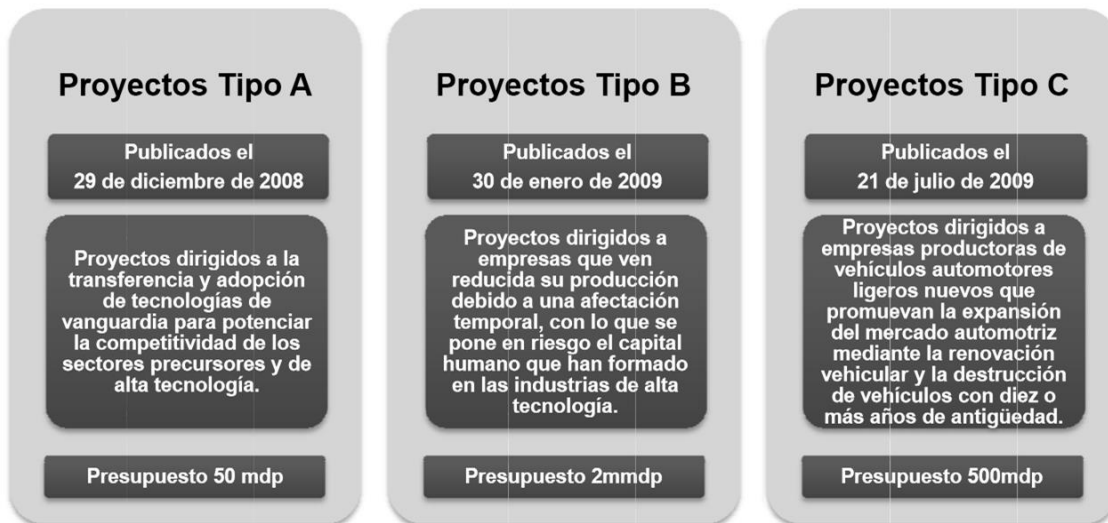 Proyectos Tipo A
Publicados el
29 de diciembre de 2008
Proyectos dirigidos a la
transferencia y adopción
de tecnologías de
vanguardia para potenciar
la competitividad de los
sectores precursores y de
alta tecnología.
Presupuesto 50 mdp
Proyectos Tipo B
Publicados el
30 de enero de 2009
Proyectos dirigidos a
empresas que ven
reducida su producción
debido a una afectación
temporal, con lo que se
pone en riesgo el capital
humano que han formado
en las industrias de alta
tecnología.
Presupuesto 2mmdp
Proyectos Tipo C
Publicados el
21 de julio de 2009
Proyectos dirigidos a
empresas productoras de
vehículos automotores
ligeros nuevos que
promuevan la expansión
del mercado automotriz
mediante la renovación
vehicular y la destrucción
de vehículos con diez o
más años de antigüedad.
Presupuesto 500mdp